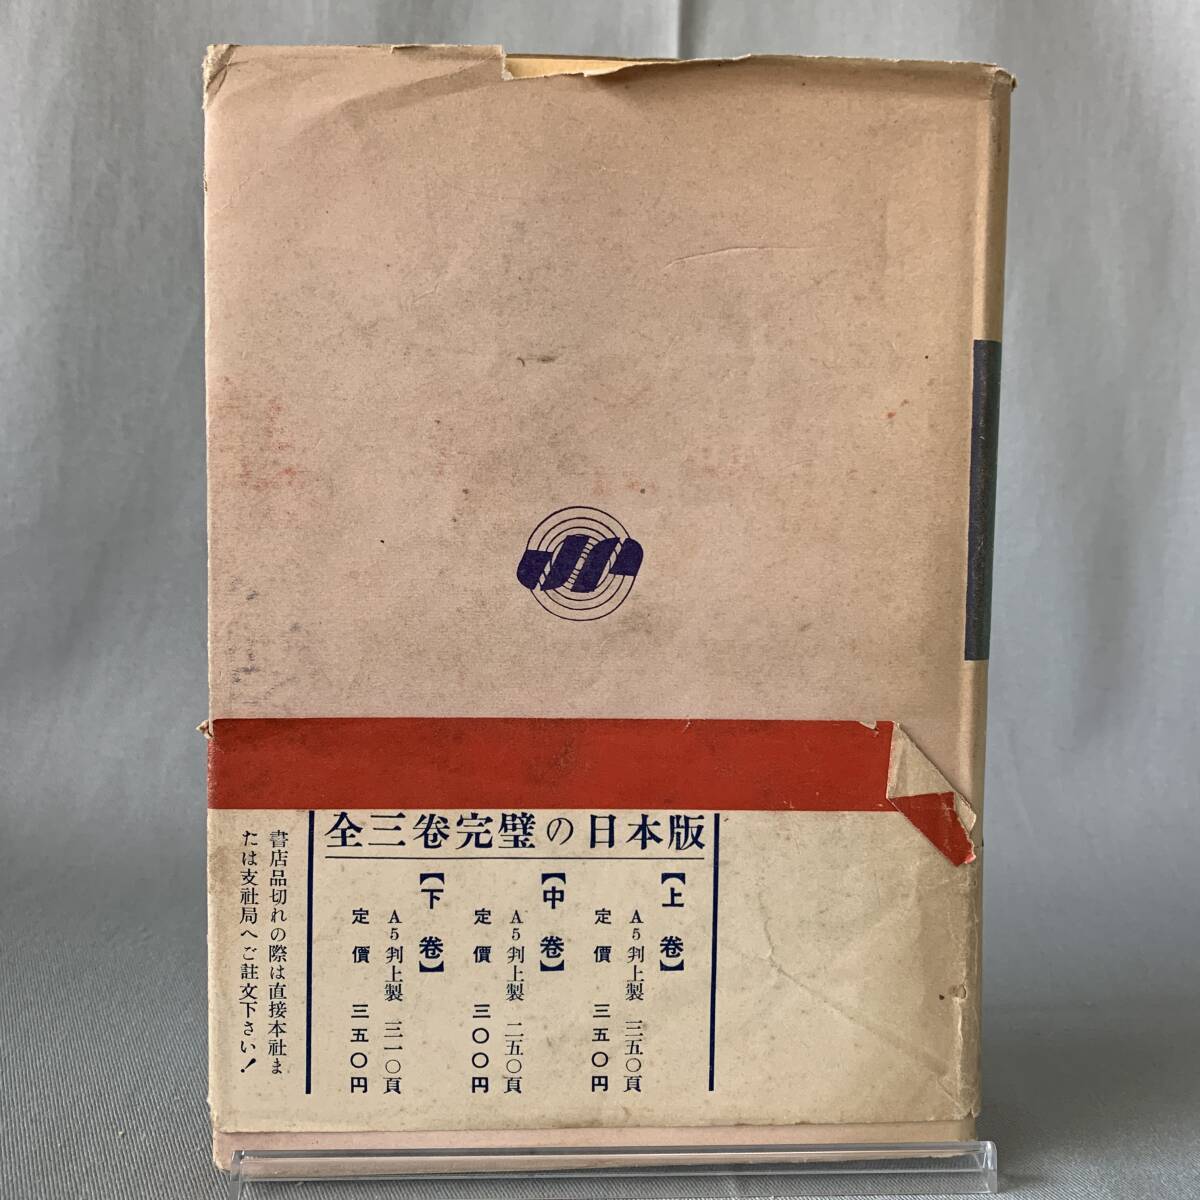 全三巻完璧の日本版
【上巻】
A5判上製 三五〇頁
定價 三五〇円
【中巻】
A5判上製 二五〇頁
定價 三〇〇円
【下巻】
A5判上製 三一〇頁
定價 三五〇円
書店品切れの際は直接本社ま
たは支社局へご註文下さい!